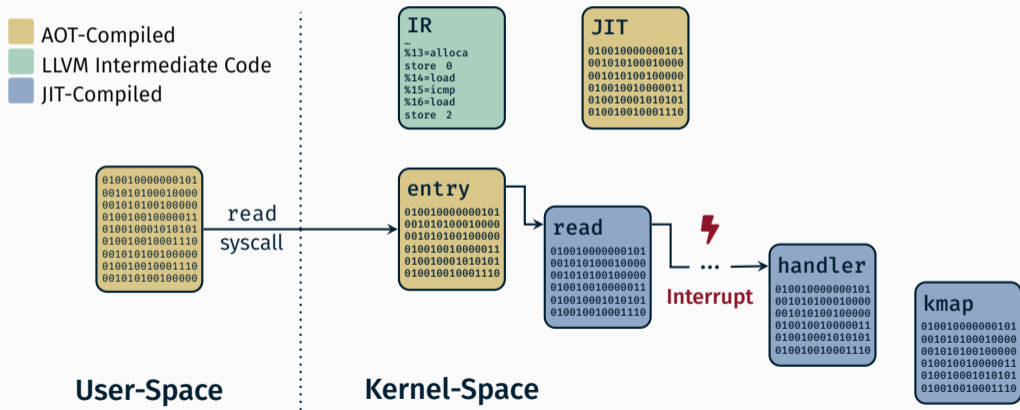 AOT-Compiled
LLVM Intermediate Code
JIT-Compiled
IR
…
%13=alloca
store 0
%14=load
%15=icmp
%16=load
store 2
JIT
010010000000101
001010100010000
001010100100000
010010010000011
010010001010101
010010010001110
010010000000101
001010100010000
001010100100000
010010010000011
010010001010101
010010010001110
001010100100000
010010010001110
001010100100000
read
syscall
entry
010010000000101
001010100010000
001010100100000
010010010000011
010010001010101
010010010001110
read
010010000000101
001010100010000
001010100100000
010010010000011
010010001010101
010010010001110
...
Interrupt
handler
010010000000101
001010100010000
001010100100000
010010010000011
010010001010101
010010010001110
kmap
010010000000101
001010100010000
001010100100000
010010010000011
010010001010101
010010010001110
User-Space
Kernel-Space